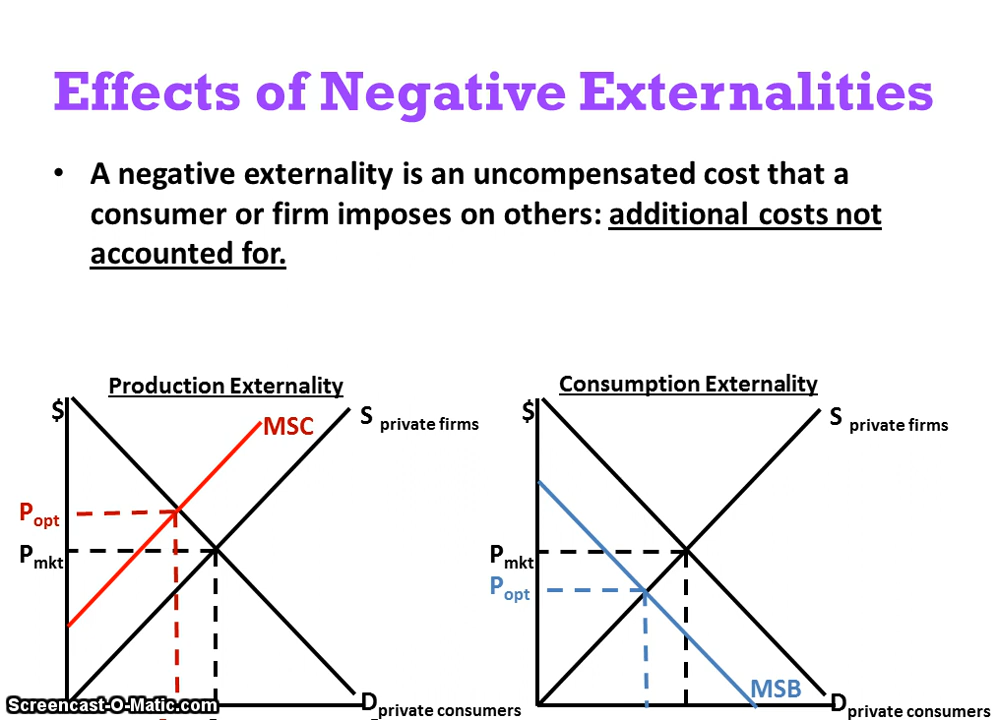 Effects of Negative Externalities
• A negative externality is an uncompensated cost that a
consumer or firm imposes on others: additional costs not
accounted for.
Production Externality
$
MSC
S private firms
Popt
Pmkt
D private consumers
Consumption Externality
$
S private firms
Pmkt
Popt
MSB
D private consumers
Screencast-O-Matic.com